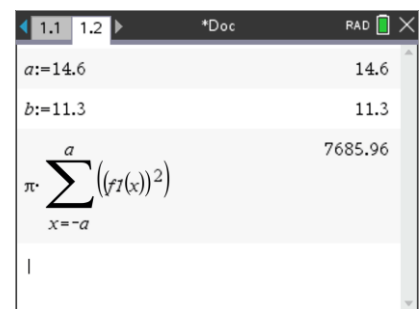 1.1 1.2 *Doc RAD
a:=14.6 14.6
b:=11.3 11.3
a
π· ∑((f1(x))²) 7685.96
x=-a